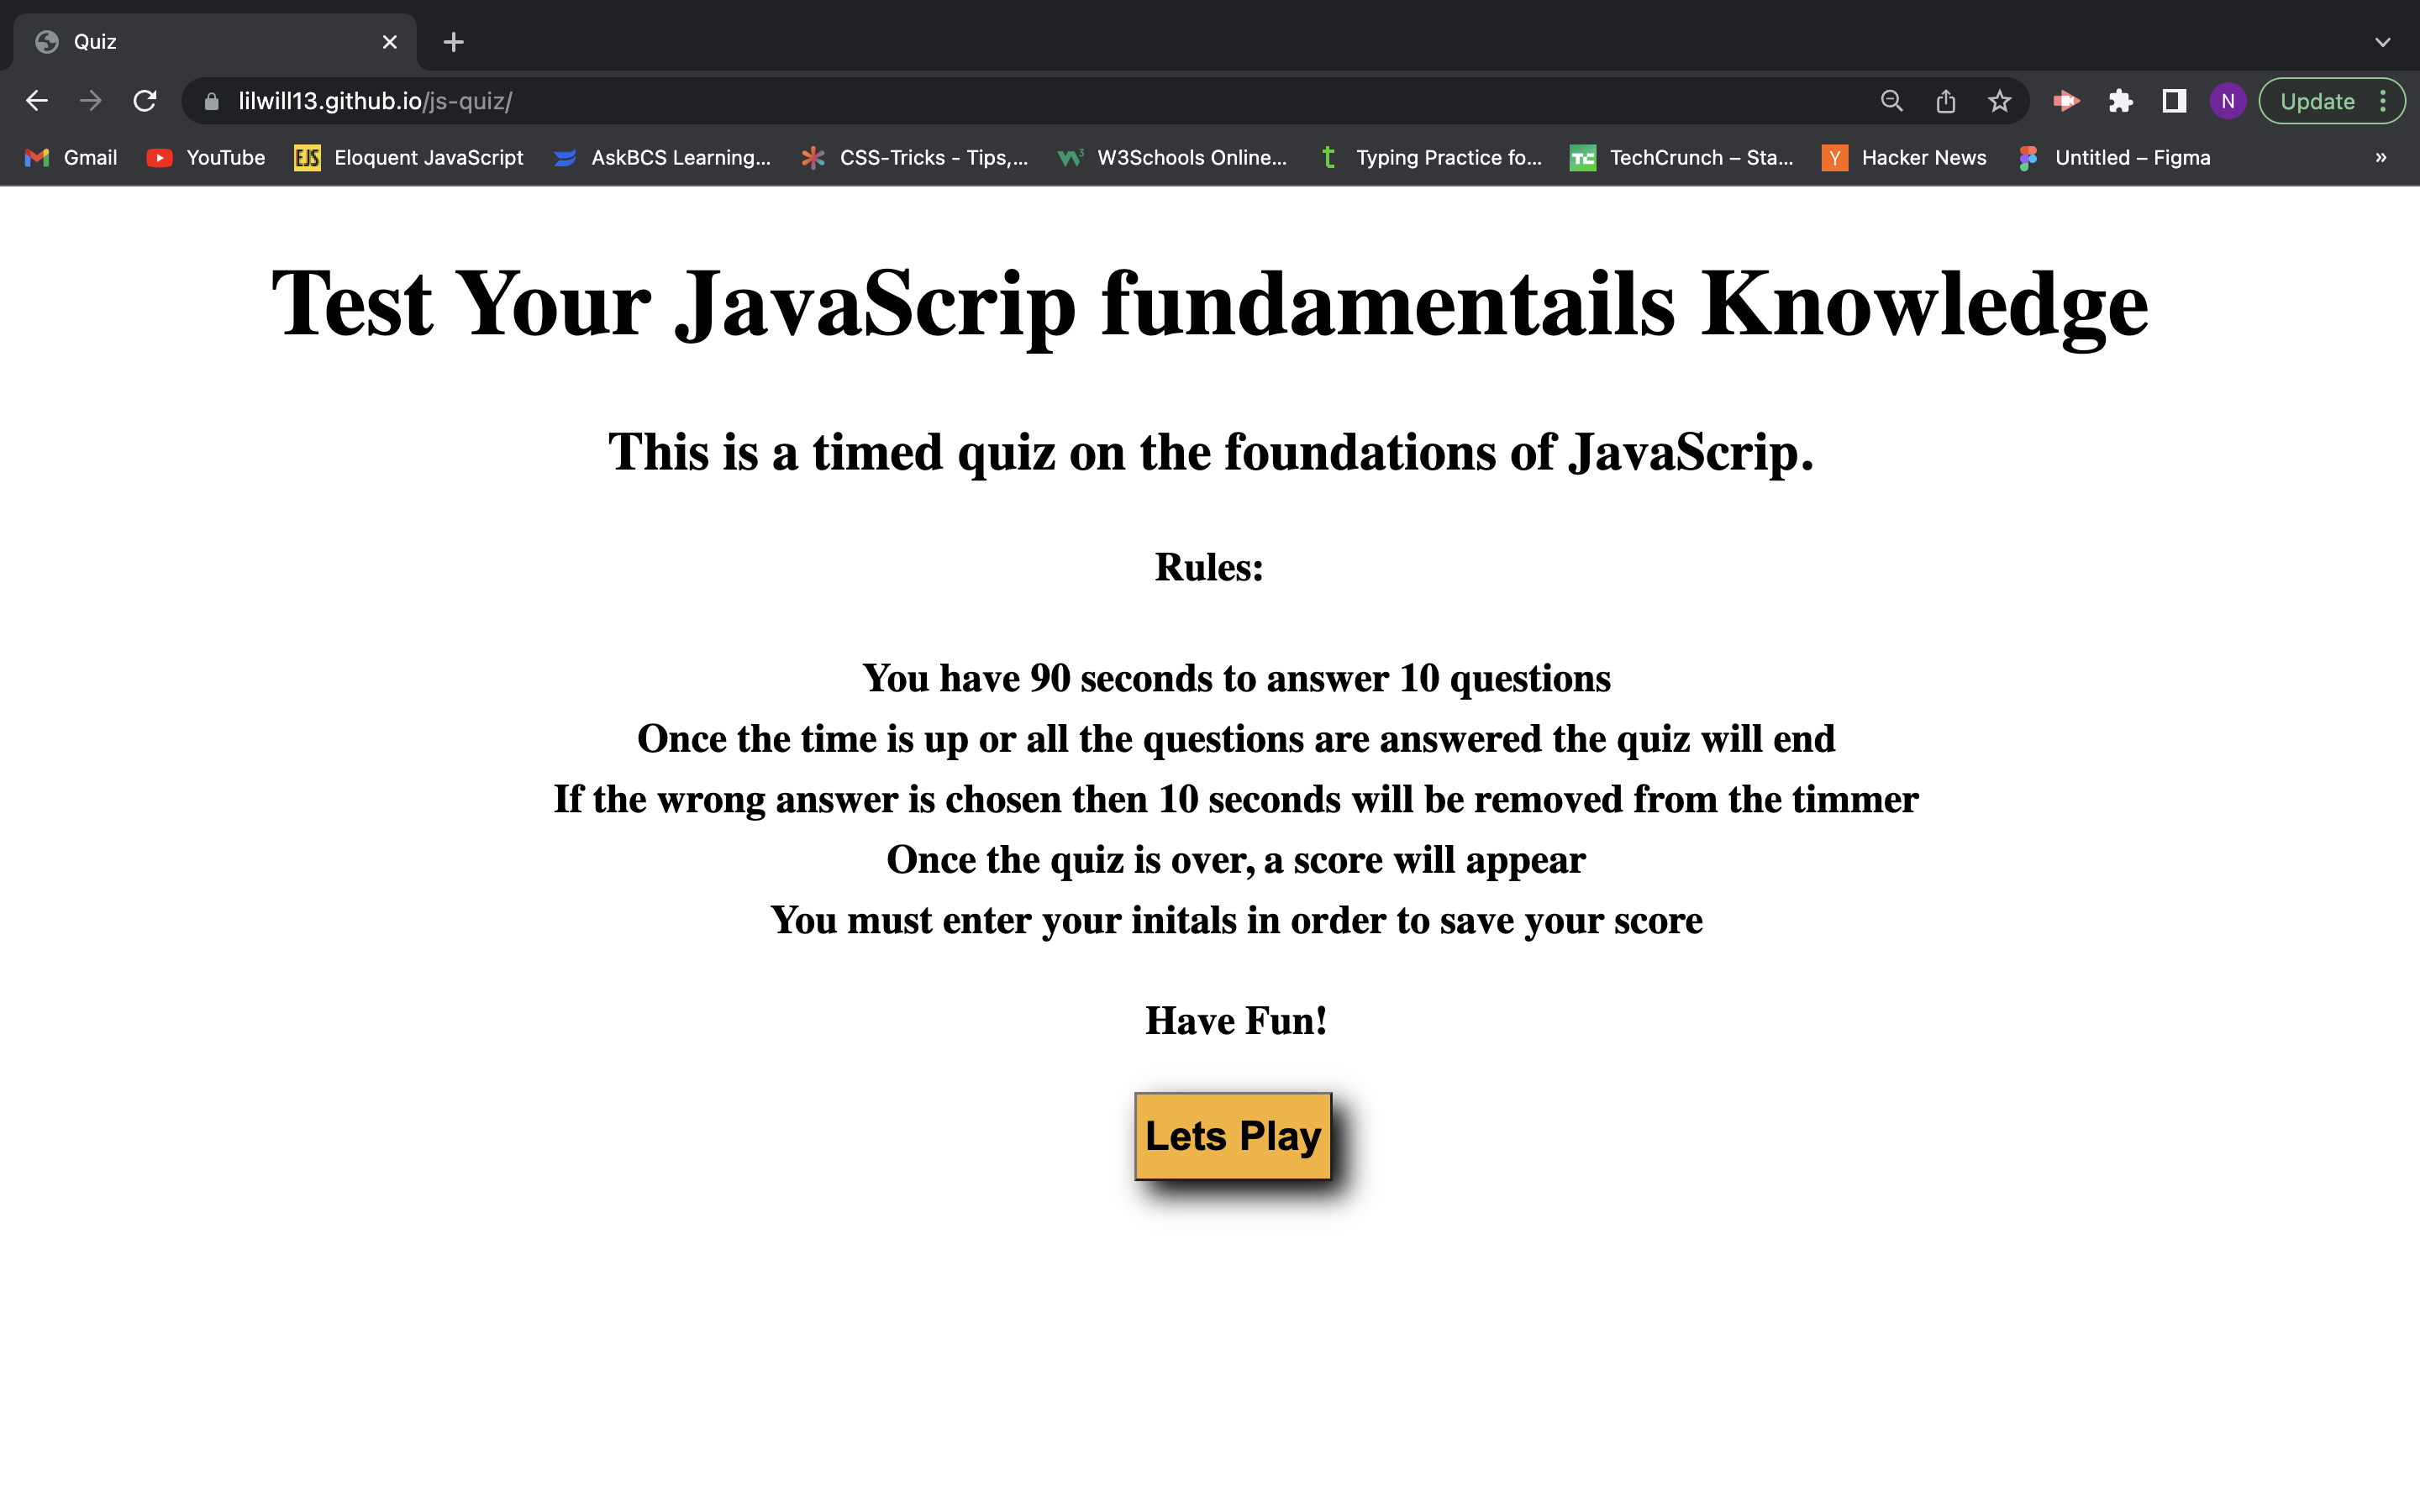 Quiz
lilwill13.github.io/js-quiz/
N
Update
Gmail
YouTube
EJS
Eloquent JavaScript
AskBCS Learning...
CSS-Tricks - Tips,...
W3Schools Online...
Typing Practice fo...
TechCrunch – Sta...
Hacker News
Untitled – Figma
»
Test Your JavaScrip fundamentails Knowledge
This is a timed quiz on the foundations of JavaScrip.
Rules:
You have 90 seconds to answer 10 questions
Once the time is up or all the questions are answered the quiz will end
If the wrong answer is chosen then 10 seconds will be removed from the timmer
Once the quiz is over, a score will appear
You must enter your initals in order to save your score
Have Fun!
Lets Play